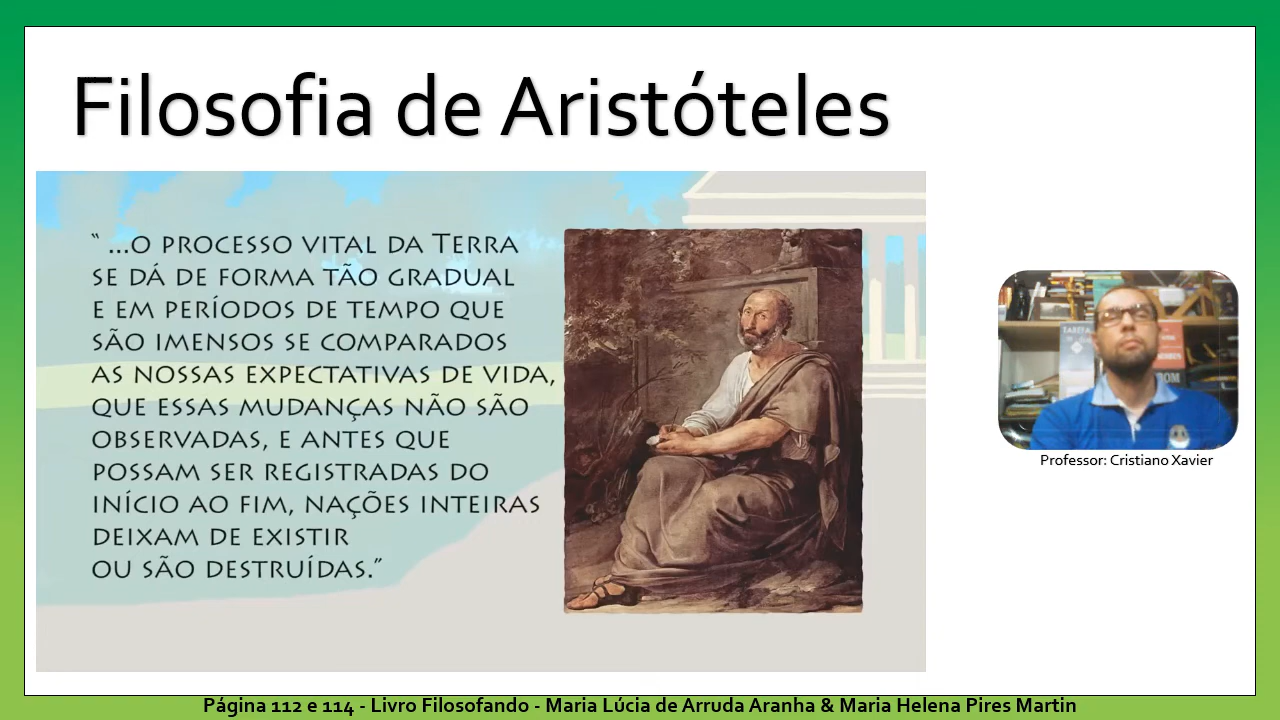 Filosofia de Aristóteles
“ ...O PROCESSO VITAL DA TERRA
SE DÁ DE FORMA TÃO GRADUAL
E EM PERÍODOS DE TEMPO QUE
SÃO IMENSOS SE COMPARADOS
AS NOSSAS EXPECTATIVAS DE VIDA,
QUE ESSAS MUDANÇAS NÃO SÃO
OBSERVADAS, E ANTES QUE
POSSAM SER REGISTRADAS DO
INÍCIO AO FIM, NAÇÕES INTEIRAS
DEIXAM DE EXISTIR
OU SÃO DESTRUÍDAS.”
TAREFA
Professor: Cristiano Xavier
Página 112 e 114 - Livro Filosofando - Maria Lúcia de Arruda Aranha & Maria Helena Pires Martin